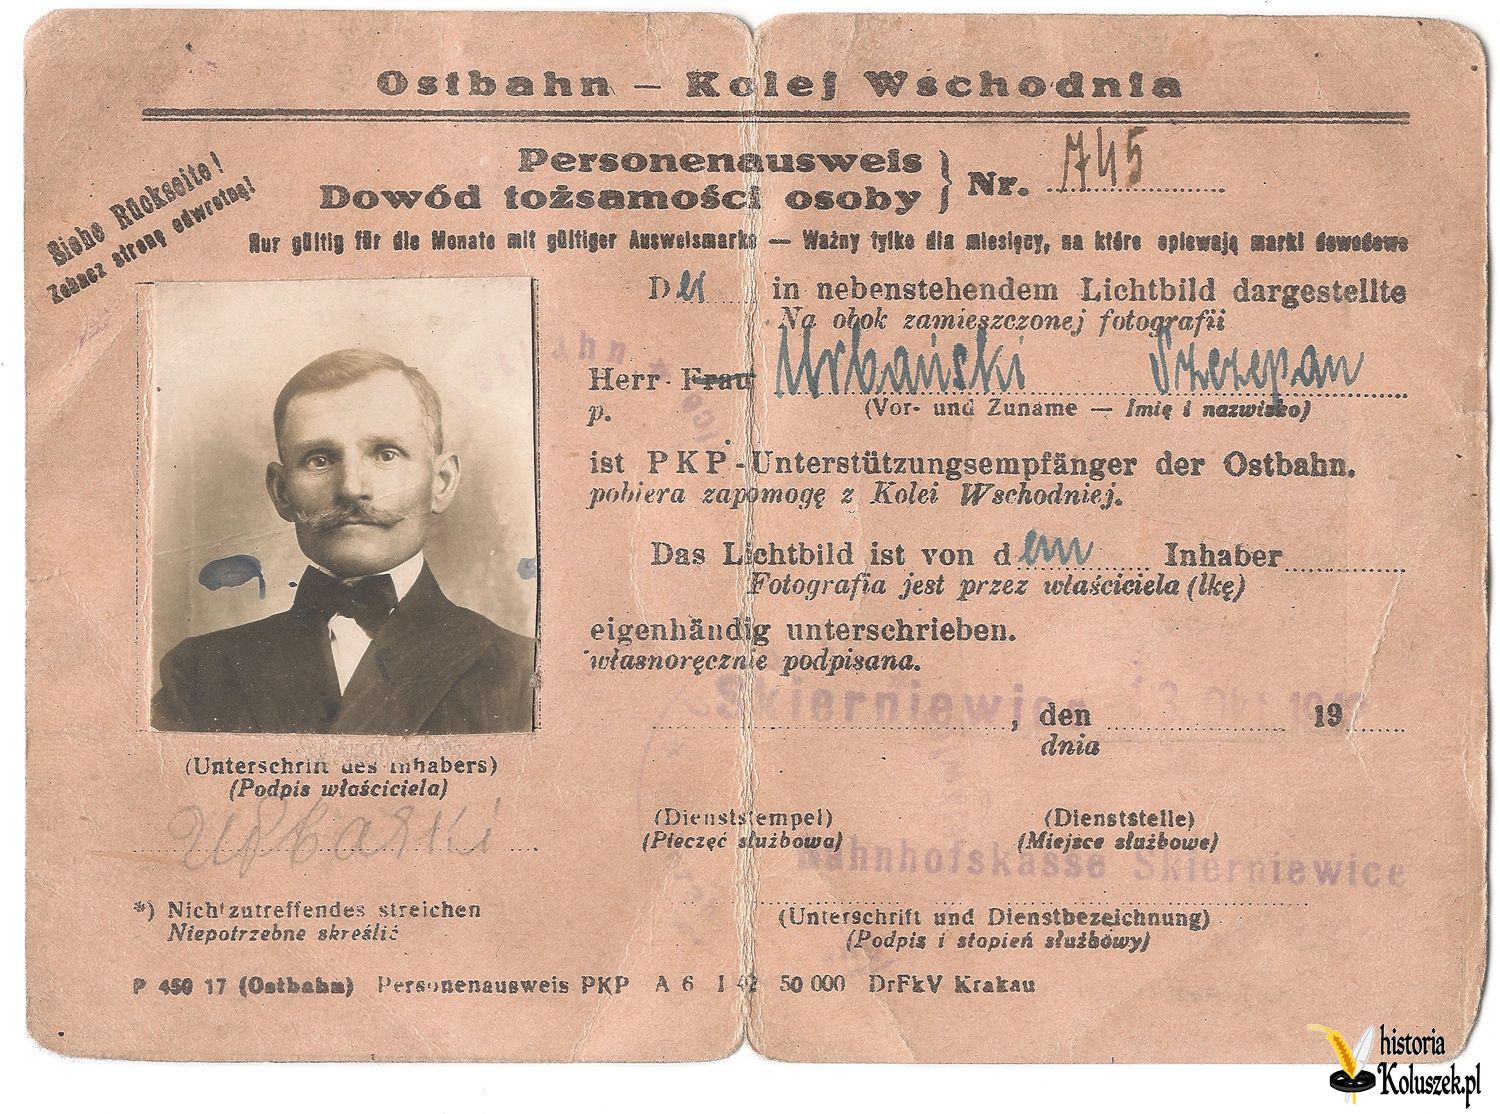 Ostbahn — Kolej Wschodnia
Siehe Rückseite!
Zobacz stronę odwrotną!
Personenausweis
Dowód tożsamości osoby } Nr. 745
Nur gültig für die Monate mit gültiger Ausweismarke — Ważny tylko dla miesięcy, na które opiewają marki dowodowe
Der in nebenstehendem Lichtbild dargestellte
Na obok zamieszczonej fotografii
Herr Frau Urbański Szczepan
p. (Vor- und Zuname — Imię i nazwisko)
ist PKP-Unterstützungsempfänger der Ostbahn.
pobiera zapomogę z Kolei Wschodniej.
Das Lichtbild ist von dem Inhaber
Fotografia jest przez właściciela (lkę)
eigenhändig unterschrieben.
własnoręcznie podpisana.
Skierniewice, den 19
dnia
(Unterschrift des Inhabers)
(Podpis właściciela)
(Dienststempel) (Dienststelle)
(Pieczęć służbowa) (Miejsce służbowe)
Bahnhofskasse Skierniewice
*) Nichtzutreffendes streichen
Niepotrzebne skreślić
(Unterschrift und Dienstbezeichnung)
(Podpis i stopień służbowy)
P 450 17 (Ostbahn) Personenausweis PKP A 6 I 42 50 000 DrFkV Krakau
historia
Koluszek.pl